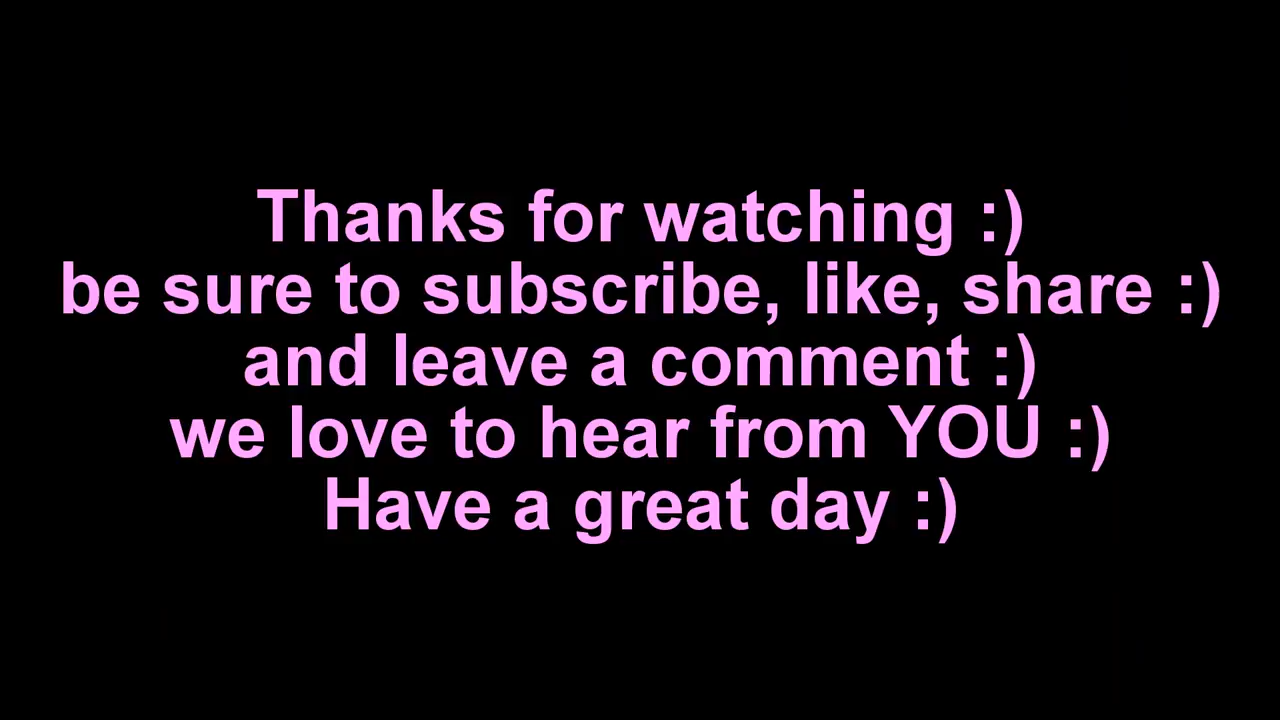 Thanks for watching :)
be sure to subscribe, like, share :)
and leave a comment :)
we love to hear from YOU :)
Have a great day :)